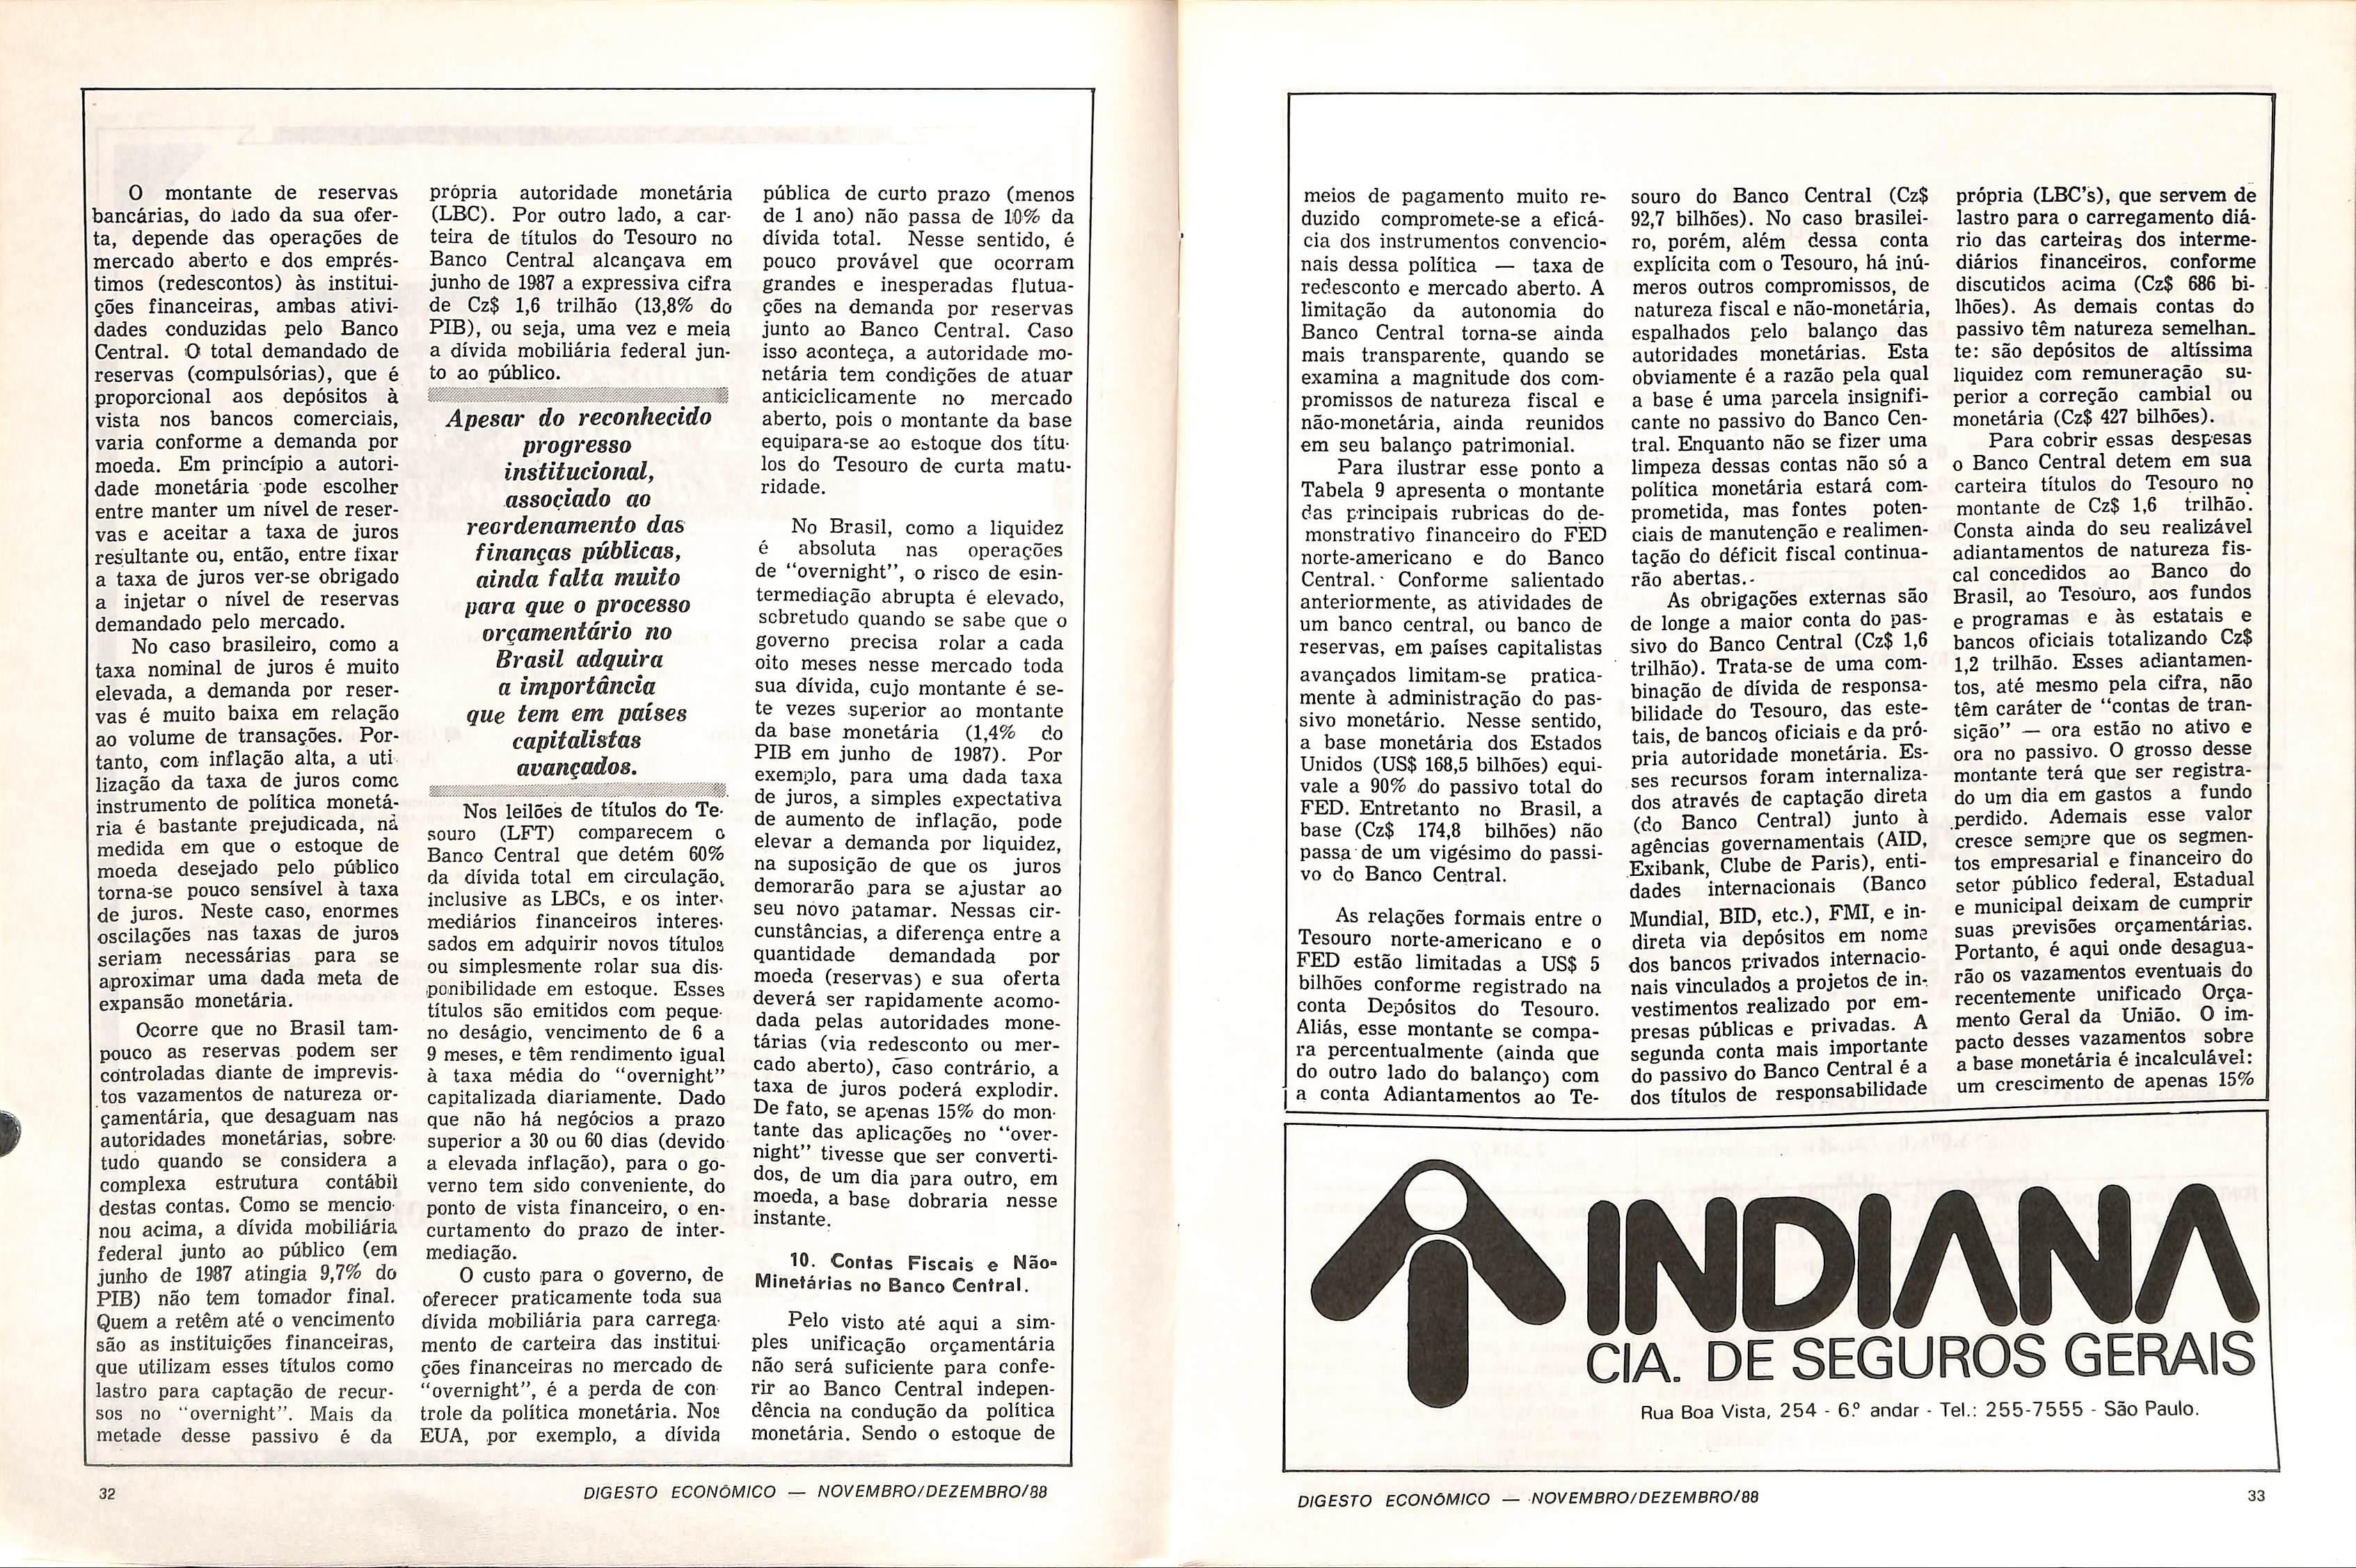 O montante de reservas
bancárias, do lado da sua ofer-
ta, depende das operações de
mercado aberto e dos emprés-
timos (redescontos) às institui-
ções financeiras, ambas ativi-
dades conduzidas pelo Banco
Central. O total demandado de
reservas (compulsórias), que é
proporcional aos depósitos à
vista nos bancos comerciais,
varia conforme a demanda por
moeda. Em princípio a autori-
dade monetária pode escolher
entre manter um nível de reser-
vas e aceitar a taxa de juros
resultante ou, então, entre fixar
a taxa de juros ver-se obrigado
a injetar o nível de reservas
demandado pelo mercado.
No caso brasileiro, como a
taxa nominal de juros é muito
elevada, a demanda por reser-
vas é muito baixa em relação
ao volume de transações. Por-
tanto, com inflação alta, a uti-
lização da taxa de juros como
instrumento de política monetá-
ria é bastante prejudicada, na
medida em que o estoque de
moeda desejado pelo público
torna-se pouco sensível à taxa
de juros. Neste caso, enormes
oscilações nas taxas de juros
seriam necessárias para se
aproximar uma dada meta de
expansão monetária.
Ocorre que no Brasil tam-
pouco as reservas podem ser
controladas diante de imprevis-
tos vazamentos de natureza or-
çamentária, que desaguam nas
autoridades monetárias, sobre-
tudo quando se considera a
complexa estrutura contábil
destas contas. Como se mencio-
nou acima, a dívida mobiliária
federal junto ao público (em
junho de 1987 atingia 9,7% do
PIB) não tem tomador final.
Quem a retêm até o vencimento
são as instituições financeiras,
que utilizam esses títulos como
lastro para captação de recur-
sos no "overnight". Mais da
metade desse passivo é da
própria autoridade monetária
(LBC). Por outro lado, a car-
teira de títulos do Tesouro no
Banco Central alcançava em
junho de 1987 a expressiva cifra
de Cz$ 1,6 trilhão (13,8% do
PIB), ou seja, uma vez e meia
a dívida mobiliária federal jun-
to ao público.
Apesar do reconhecido
progresso
institucional,
associado ao
reordenamento das
finanças públicas,
ainda falta muito
para que o processo
orçamentário no
Brasil adquira
a importância
que tem em países
capitalistas
avançados.
Nos leilões de títulos do Te-
souro (LFT) comparecem o
Banco Central que detém 60%
da dívida total em circulação,
inclusive as LBCs, e os inter-
mediários financeiros interes-
sados em adquirir novos títulos
ou simplesmente rolar sua dis-
ponibilidade em estoque. Esses
títulos são emitidos com peque-
no deságio, vencimento de 6 a
9 meses, e têm rendimento igual
à taxa média do "overnight"
capitalizada diariamente. Dado
que não há negócios a prazo
superior a 30 ou 60 dias (devido
a elevada inflação), para o go-
verno tem sido conveniente, do
ponto de vista financeiro, o en-
curtamento do prazo de inter-
mediação.
O custo para o governo, de
oferecer praticamente toda sua
dívida mobiliária para carrega-
mento de carteira das institui-
ções financeiras no mercado de
"overnight", é a perda de con
trole da política monetária. Nos
EUA, por exemplo, a dívida
pública de curto prazo (menos
de 1 ano) não passa de 10% da
dívida total. Nesse sentido, é
pouco provável que ocorram
grandes e inesperadas flutua-
ções na demanda por reservas
junto ao Banco Central. Caso
isso aconteça, a autoridade mo-
netária tem condições de atuar
anticiclicamente no mercado
aberto, pois o montante da base
equipara-se ao estoque dos títu-
los do Tesouro de curta matu-
ridade.
No Brasil, como a liquidez
é absoluta nas operações
de "overnight", o risco de esin-
termediação abrupta é elevado,
sobretudo quando se sabe que o
governo precisa rolar a cada
oito meses nesse mercado toda
sua dívida, cujo montante é se-
te vezes superior ao montante
da base monetária (1,4% do
PIB em junho de 1987). Por
exemplo, para uma dada taxa
de juros, a simples expectativa
de aumento de inflação, pode
elevar a demanda por liquidez,
na suposição de que os juros
demorarão para se ajustar ao
seu novo patamar. Nessas cir-
cunstâncias, a diferença entre a
quantidade demandada por
moeda (reservas) e sua oferta
deverá ser rapidamente acomo-
dada pelas autoridades mone-
tárias (via redesconto ou mer-
cado aberto), caso contrário, a
taxa de juros poderá explodir.
De fato, se apenas 15% do mon-
tante das aplicações no "over-
night" tivesse que ser converti-
dos, de um dia para outro, em
moeda, a base dobraria nesse
instante.
10. Contas Fiscais e Não-
Minetárias no Banco Central.
Pelo visto até aqui a sim-
ples unificação orçamentária
não será suficiente para confe-
rir ao Banco Central indepen-
dência na condução da política
monetária. Sendo o estoque de
32
DIGESTO ECONÔMICO — NOVEMBRO/DEZEMBRO/88
meios de pagamento muito re-
duzido compromete-se a eficá-
cia dos instrumentos convencio-
nais dessa política — taxa de
redesconto e mercado aberto. A
limitação da autonomia do
Banco Central torna-se ainda
mais transparente, quando se
examina a magnitude dos com-
promissos de natureza fiscal e
não-monetária, ainda reunidos
em seu balanço patrimonial.
Para ilustrar esse ponto a
Tabela 9 apresenta o montante
das principais rubricas do de-
monstrativo financeiro do FED
norte-americano e do Banco
Central. Conforme salientado
anteriormente, as atividades de
um banco central, ou banco de
reservas, em países capitalistas
avançados limitam-se pratica-
mente à administração do pas-
sivo monetário. Nesse sentido,
a base monetária dos Estados
Unidos (US$ 168,5 bilhões) equi-
vale a 90% do passivo total do
FED. Entretanto no Brasil, a
base (Cz$ 174,8 bilhões) não
passa de um vigésimo do passi-
vo do Banco Central.
As relações formais entre o
Tesouro norte-americano e o
FED estão limitadas a US$ 5
bilhões conforme registrado na
conta Depósitos do Tesouro.
Aliás, esse montante se compa-
ra percentualmente (ainda que
do outro lado do balanço) com
a conta Adiantamentos ao Te-
souro do Banco Central (Cz$
92,7 bilhões). No caso brasilei-
ro, porém, além dessa conta
explícita com o Tesouro, há inú-
meros outros compromissos, de
natureza fiscal e não-monetária,
espalhados pelo balanço das
autoridades monetárias. Esta
obviamente é a razão pela qual
a base é uma parcela insignifi-
cante no passivo do Banco Cen-
tral. Enquanto não se fizer uma
limpeza dessas contas não só a
política monetária estará com-
prometida, mas fontes poten-
ciais de manutenção e realimen-
tação do déficit fiscal continua-
rão abertas.
As obrigações externas são
de longe a maior conta do pas-
sivo do Banco Central (Cz$ 1,6
trilhão). Trata-se de uma com-
binação de dívida de responsa-
bilidade do Tesouro, das este-
tais, de bancos oficiais e da pró-
pria autoridade monetária. Es-
ses recursos foram internaliza-
dos através de captação direta
(do Banco Central) junto à
agências governamentais (AID,
Exibank, Clube de Paris), enti-
dades internacionais (Banco
Mundial, BID, etc.), FMI, e in-
direta via depósitos em nome
dos bancos privados internacio-
nais vinculados a projetos de in-
vestimentos realizado por em-
presas públicas e privadas. A
segunda conta mais importante
do passivo do Banco Central é a
dos títulos de responsabilidade
própria (LBC's), que servem de
lastro para o carregamento diá-
rio das carteiras dos interme-
diários financeiros, conforme
discutidos acima (Cz$ 686 bi-
lhões). As demais contas do
passivo têm natureza semelhan-
te: são depósitos de altíssima
liquidez com remuneração su-
perior a correção cambial ou
monetária (Cz$ 427 bilhões).
Para cobrir essas despesas
o Banco Central detem em sua
carteira títulos do Tesouro no
montante de Cz$ 1,6 trilhão.
Consta ainda do seu realizável
adiantamentos de natureza fis-
cal concedidos ao Banco do
Brasil, ao Tesouro, aos fundos
e programas e às estatais e
bancos oficiais totalizando Cz$
1,2 trilhão. Esses adiantamen-
tos, até mesmo pela cifra, não
têm caráter de "contas de tran-
sição" — ora estão no ativo e
ora no passivo. O grosso desse
montante terá que ser registra-
do um dia em gastos a fundo
perdido. Ademais esse valor
cresce sempre que os segmen-
tos empresarial e financeiro do
setor público federal, Estadual
e municipal deixam de cumprir
suas previsões orçamentárias.
Portanto, é aqui onde desagua-
rão os vazamentos eventuais do
recentemente unificado Orça-
mento Geral da União. O im-
pacto desses vazamentos sobre
a base monetária é incalculável:
um crescimento de apenas 15%
INDIANA
CIA. DE SEGUROS GERAIS
Rua Boa Vista, 254 - 6.º andar - Tel.: 255-7555 - São Paulo.
DIGESTO ECONÔMICO — NOVEMBRO/DEZEMBRO/88
33